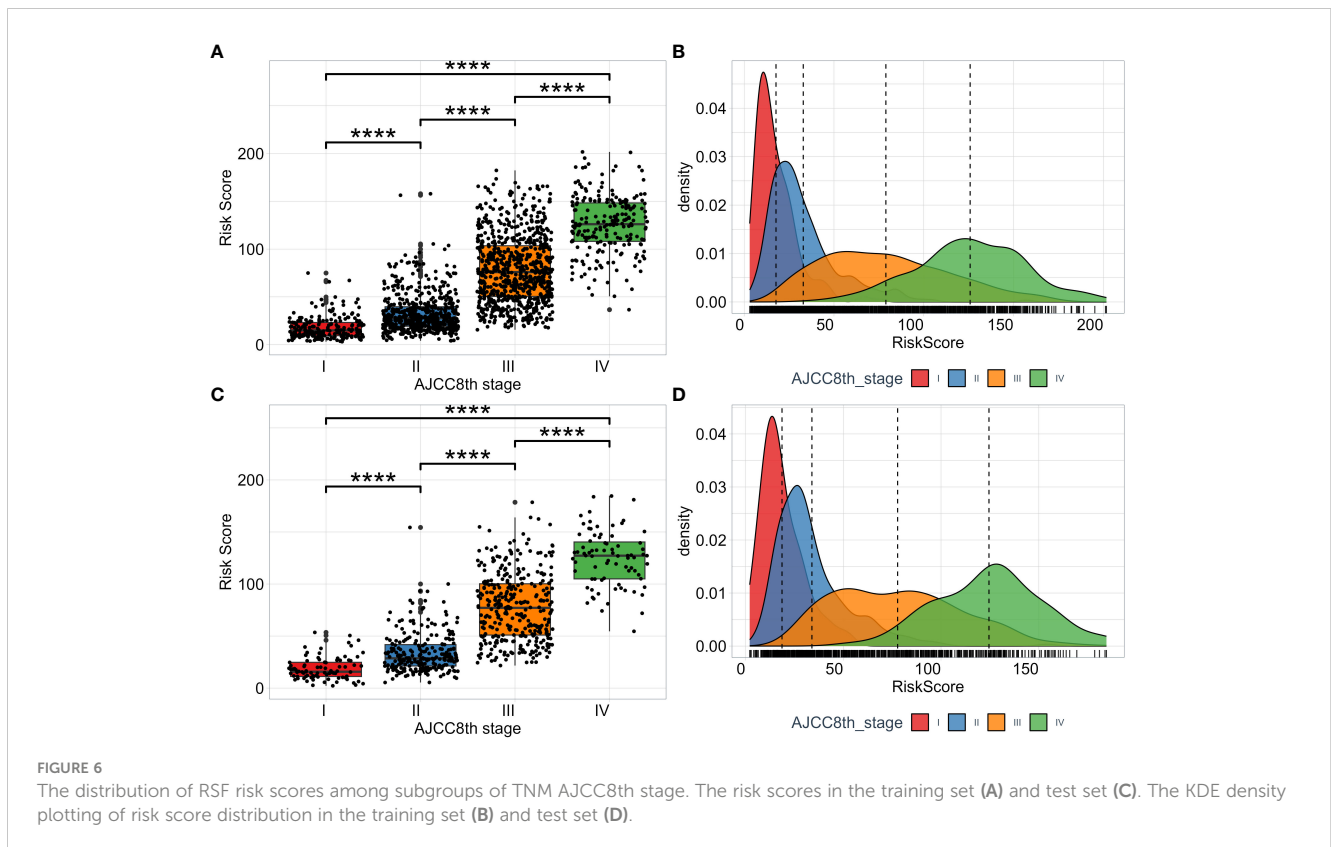 A
****
****
****
****
Risk Score
200
100
0
I II III IV
AJCC8th stage
B
density
0.04
0.03
0.02
0.01
0.00
0 50 100 150 200
RiskScore
AJCC8th_stage I II III IV
C
****
****
****
****
Risk Score
200
100
0
I II III IV
AJCC8th stage
D
density
0.04
0.03
0.02
0.01
0.00
0 50 100 150
RiskScore
AJCC8th_stage I II III IV
FIGURE 6
The distribution of RSF risk scores among subgroups of TNM AJCC8th stage. The risk scores in the training set (A) and test set (C). The KDE density
plotting of risk score distribution in the training set (B) and test set (D).